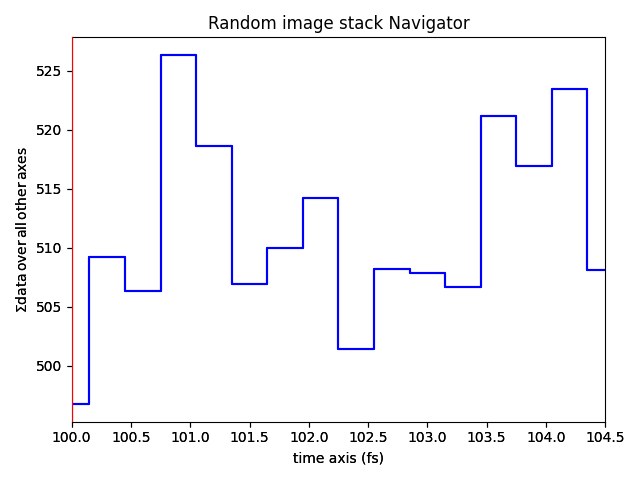 Random image stack Navigator
525
520
515
510
505
500
Σdata over all other axes
100.0 100.5 101.0 101.5 102.0 102.5 103.0 103.5 104.0 104.5
time axis (fs)